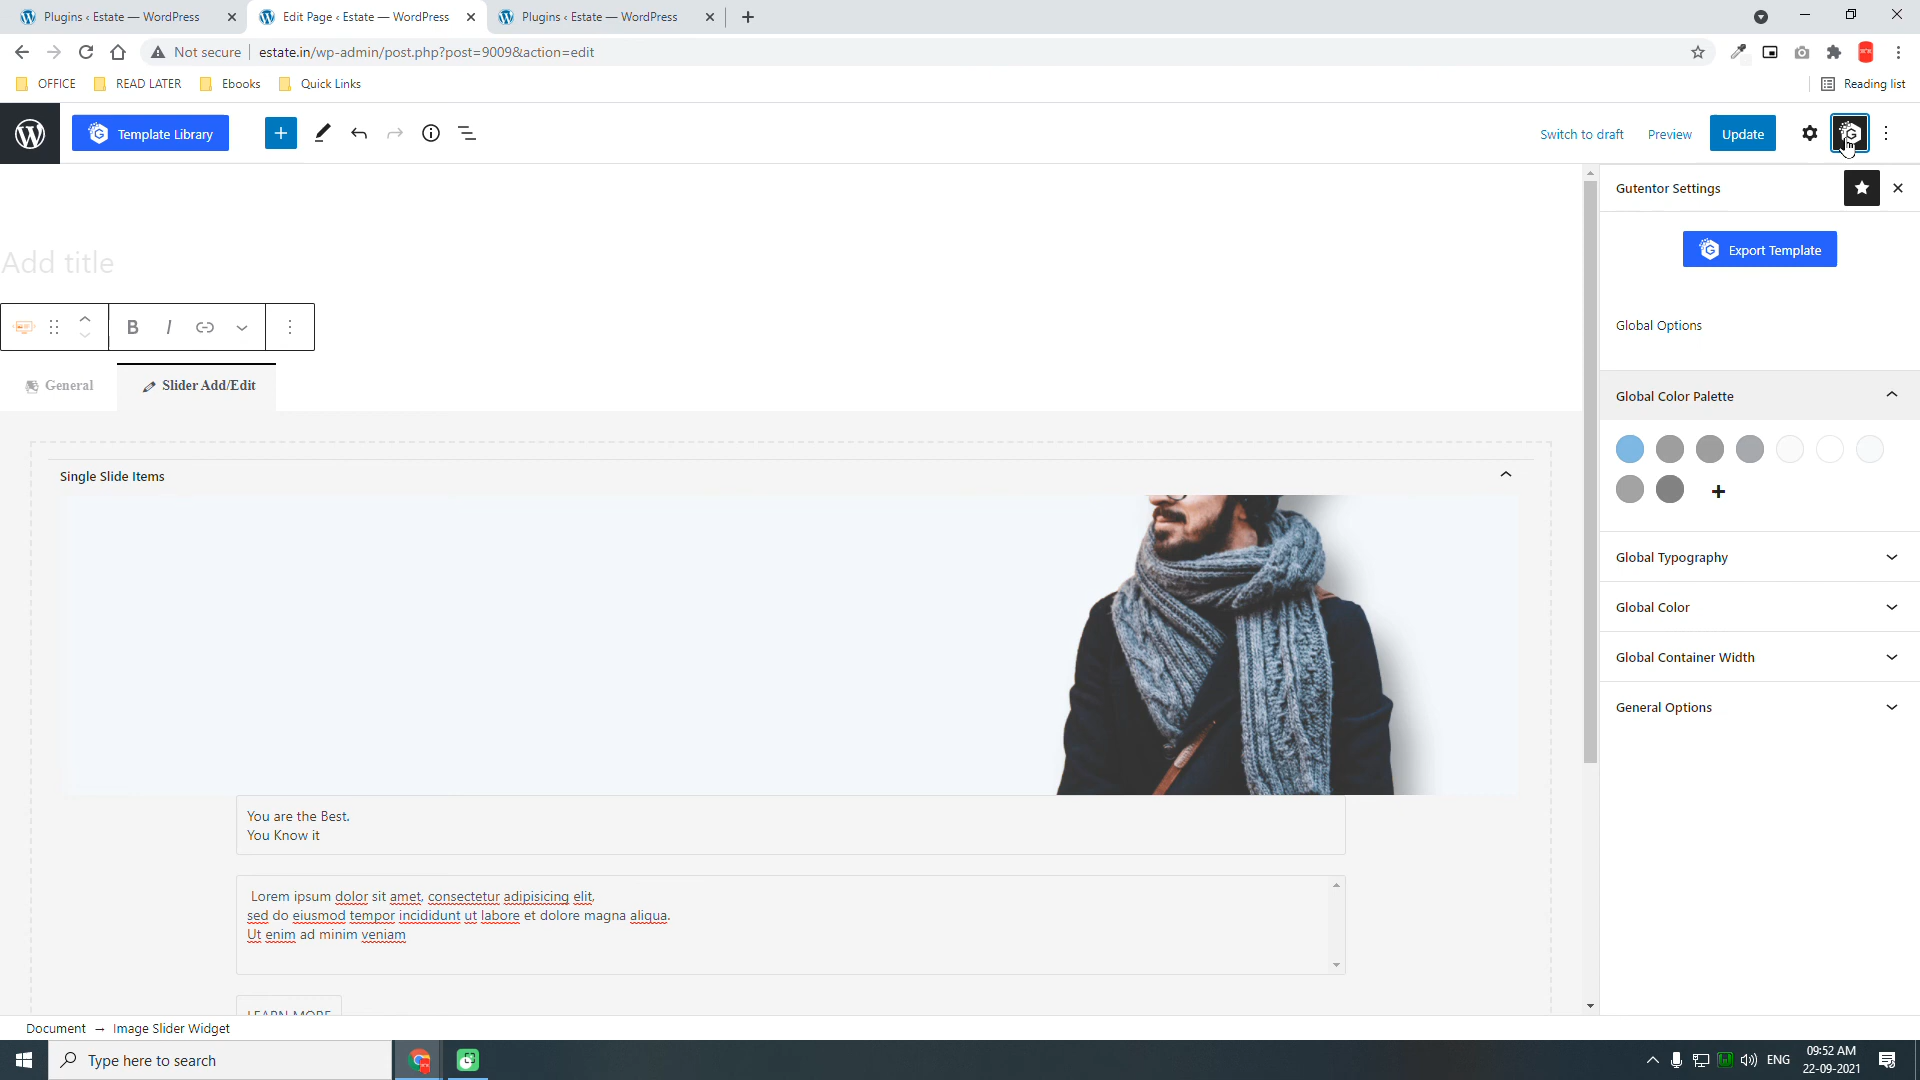 Plugins ‹ Estate — WordPress
Edit Page ‹ Estate — WordPress
Plugins ‹ Estate — WordPress
Not secure
estate.in/wp-admin/post.php?post=9009&action=edit
OFFICE
READ LATER
Ebooks
Quick Links
Reading list
Template Library
Switch to draft
Preview
Update
Gutentor Settings
Export Template
Add title
Global Options
B
I
General
Slider Add/Edit
Global Color Palette
Single Slide Items
Global Typography
Global Color
Global Container Width
General Options
You are the Best.
You Know it
Lorem ipsum dolor sit amet, consectetur adipisicing elit,
sed do eiusmod tempor incididunt ut labore et dolore magna aliqua.
Ut enim ad minim veniam
LEARN MORE
Document → Image Slider Widget
Type here to search
ENG
09:52 AM
22-09-2021